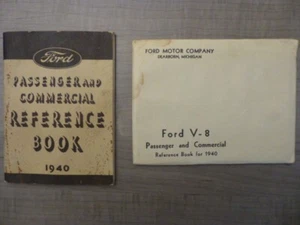 Ford
PASSENGER AND
COMMERCIAL
REFERENCE
BOOK
1940
FORD MOTOR COMPANY
DEARBORN, MICHIGAN
Ford V-8
Passenger and Commercial
Reference Book for 1940